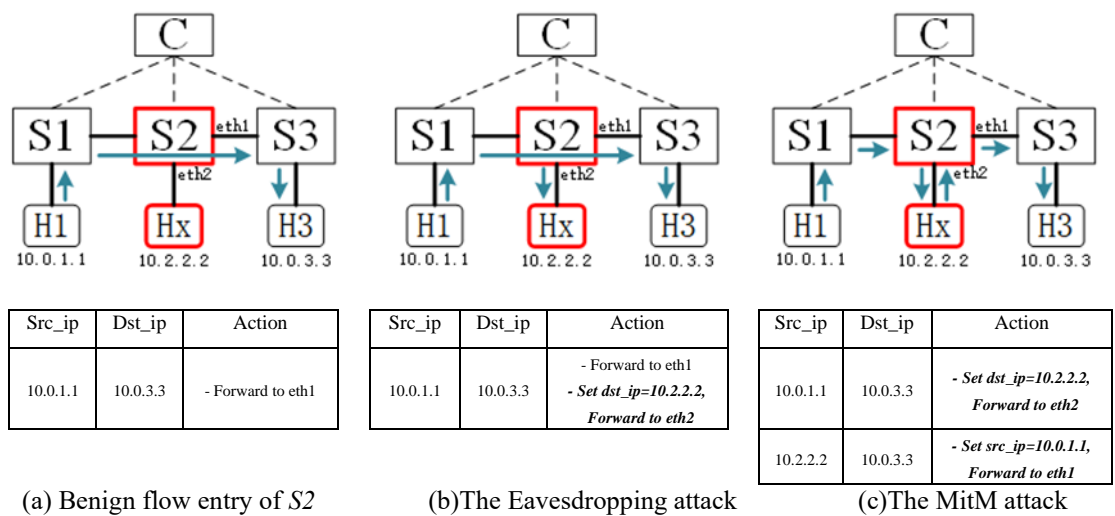 C
S1
S2
eth1
S3
eth2
H1
Hx
H3
10.0.1.1
10.2.2.2
10.0.3.3
Src_ip Dst_ip Action
10.0.1.1 10.0.3.3 - Forward to eth1
(a) Benign flow entry of S2
C
S1
S2
eth1
S3
eth2
H1
Hx
H3
10.0.1.1
10.2.2.2
10.0.3.3
Src_ip Dst_ip Action
- Forward to eth1
10.0.1.1 10.0.3.3 - Set dst_ip=10.2.2.2,
Forward to eth2
(b)The Eavesdropping attack
C
S1
S2
eth1
S3
eth2
H1
Hx
H3
10.0.1.1
10.2.2.2
10.0.3.3
Src_ip Dst_ip Action
10.0.1.1 10.0.3.3 - Set dst_ip=10.2.2.2,
Forward to eth2
10.2.2.2 10.0.3.3 - Set src_ip=10.0.1.1,
Forward to eth1
(c)The MitM attack